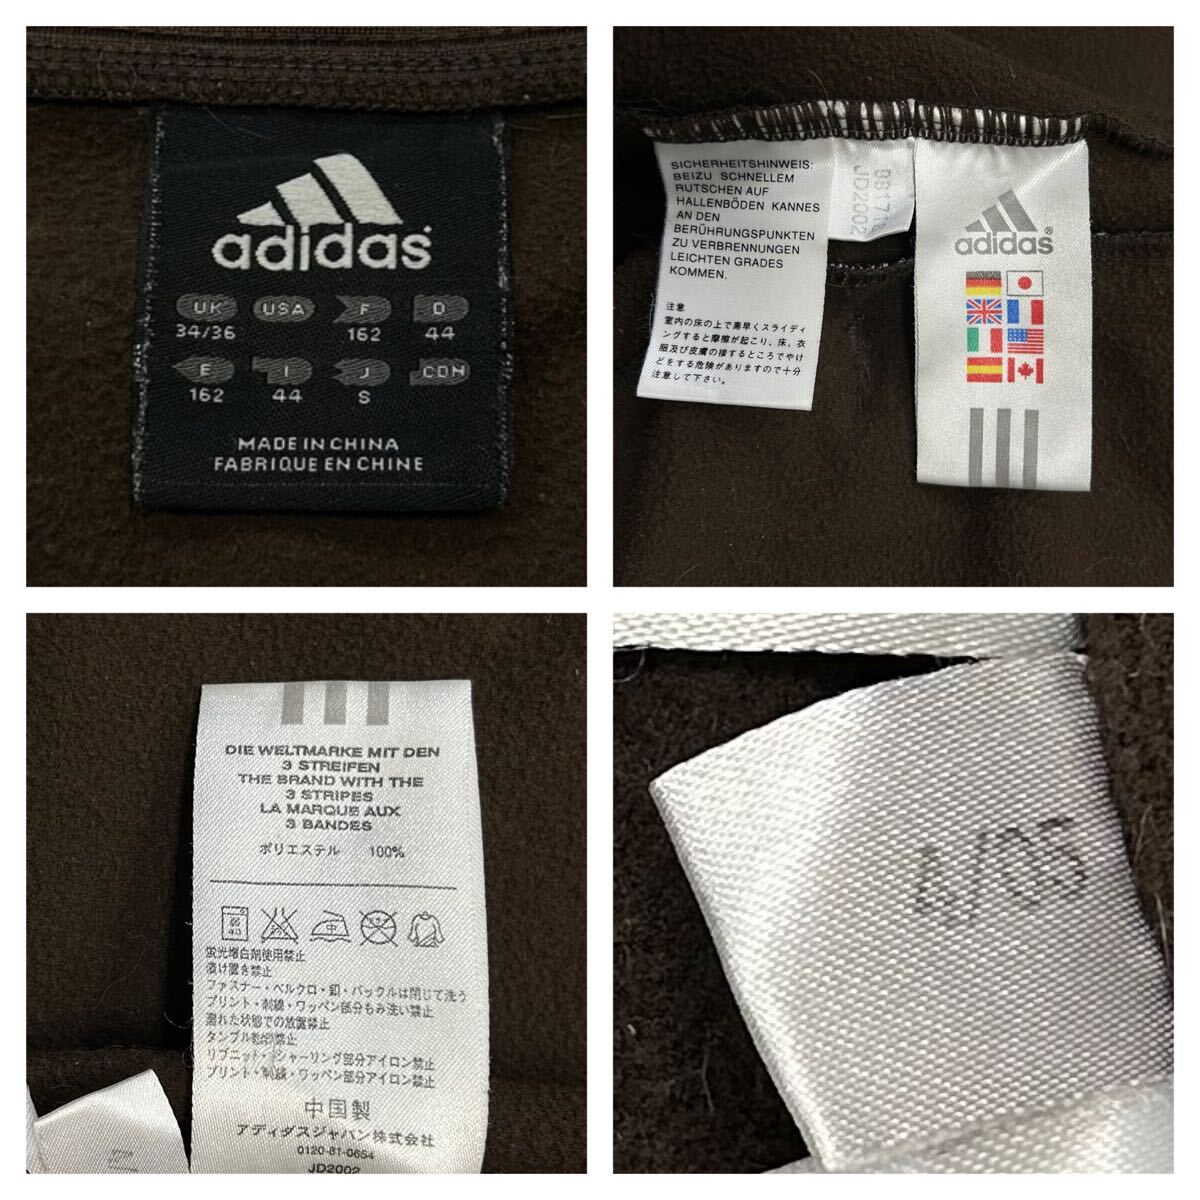 adidas
UK USA F D
34/36 162 44
E I J CDN
162 44 S
MADE IN CHINA
FABRIQUE EN CHINE
SICHERHEITSHINWEIS:
BEIZU SCHNELLEM
RUTSCHEN AUF
HALLENBÖDEN KANNES
AN DEN
BERÜHRUNGSPUNKTEN
ZU VERBRENNUNGEN
LEICHTEN GRADES
KOMMEN.
注意
室内の床の上で素早くスライディ
ングすると摩擦が起こり、床、衣
服及び皮膚の接するところでやけ
どをする危険がありますので十分
注意して下さい。
JD2002
adidas®
DIE WELTMARKE MIT DEN
3 STREIFEN
THE BRAND WITH THE
3 STRIPES
LA MARQUE AUX
3 BANDES
ポリエステル 100%
弱
40
蛍光増白剤使用禁止
漬け置き禁止
ファスナー・ベルクロ・釦・バックルは閉じて洗う
プリント・刺繍・ワッペン部分もみ洗い禁止
濡れた状態での放置禁止
タンブル乾燥禁止
リブニット・シャーリング部分アイロン禁止
プリント・刺繍・ワッペン部分アイロン禁止
中国製
アディダスジャパン株式会社
0120-81-0654
JD2002